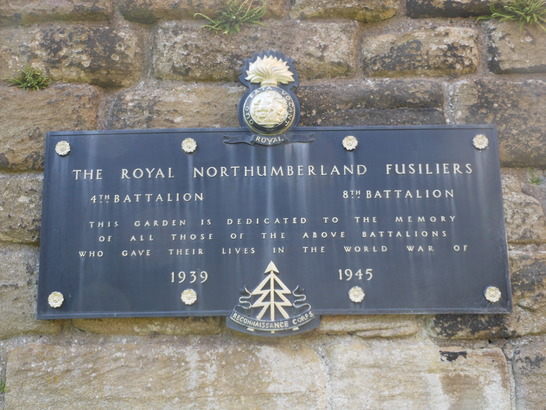 ROYAL
THE ROYAL NORTHUMBERLAND FUSILIERS
4TH BATTALION 8TH BATTALION
THIS GARDEN IS DEDICATED TO THE MEMORY
OF ALL THOSE OF THE ABOVE BATTALIONS
WHO GAVE THEIR LIVES IN THE WORLD WAR OF
1939 1945
RECONNAISSANCE CORPS